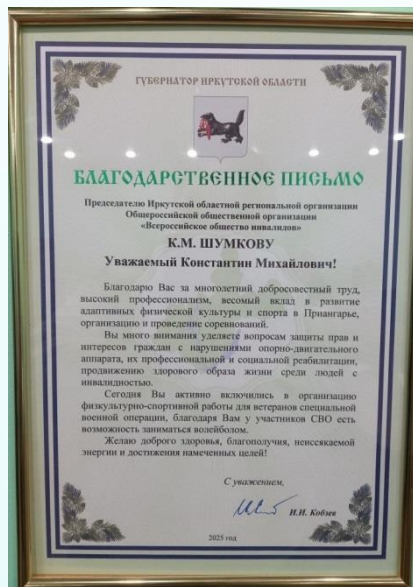 ГУБЕРНАТОР ИРКУТСКОЙ ОБЛАСТИ
БЛАГОДАРСТВЕННОЕ ПИСЬМО
Председателю Иркутской областной региональной организации
Общероссийской общественной организации
«Всероссийское общество инвалидов»
К.М. ШУМКОВУ
Уважаемый Константин Михайлович!
Благодарю Вас за многолетний добросовестный труд,
высокий профессионализм, весомый вклад в развитие
адаптивных физической культуры и спорта в Приангарье,
организацию и проведение соревнований.
Вы много внимания уделяете вопросам защиты прав и
интересов граждан с нарушениями опорно-двигательного
аппарата, их профессиональной и социальной реабилитации,
продвижению здорового образа жизни среди людей с
инвалидностью.
Сегодня Вы активно включились в организацию
физкультурно-спортивной работы для ветеранов специальной
военной операции, благодаря Вам у участников СВО есть
возможность заниматься волейболом.
Желаю доброго здоровья, благополучия, неиссякаемой
энергии и достижения намеченных целей!
С уважением,
И.И. Кобзев
2025 год